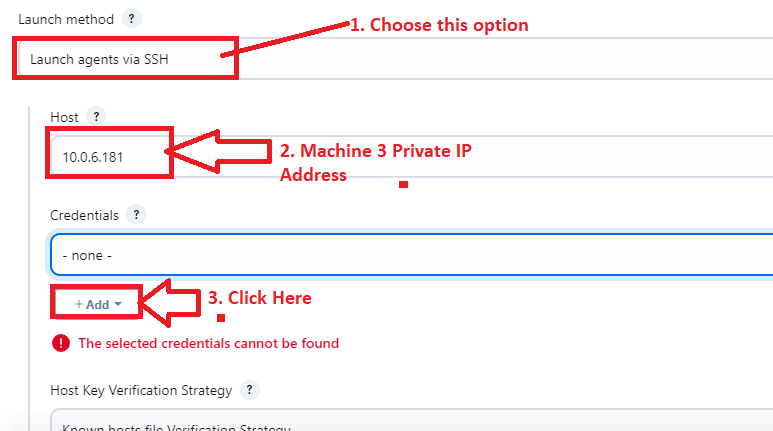 Launch method ?
1. Choose this option
Launch agents via SSH
Host ?
10.0.6.181
2. Machine 3 Private IP
Address
Credentials ?
- none -
+ Add
3. Click Here
! The selected credentials cannot be found
Host Key Verification Strategy ?
Known hosts file Verification Strategy